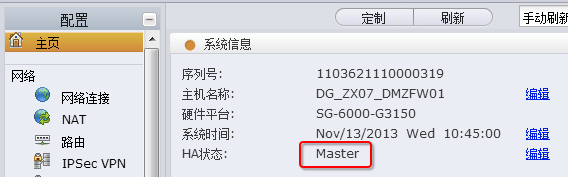 配置
定制 刷新 手动刷新
主页
系统信息
网络
序列号: 1103621110000319
网络连接
主机名称: DG_ZX07_DMZFW01 编辑
NAT
硬件平台: SG-6000-G3150
路由
系统时间: Nov/13/2013 Wed 10:45:00 编辑
IPSec VPN
HA状态: Master 编辑